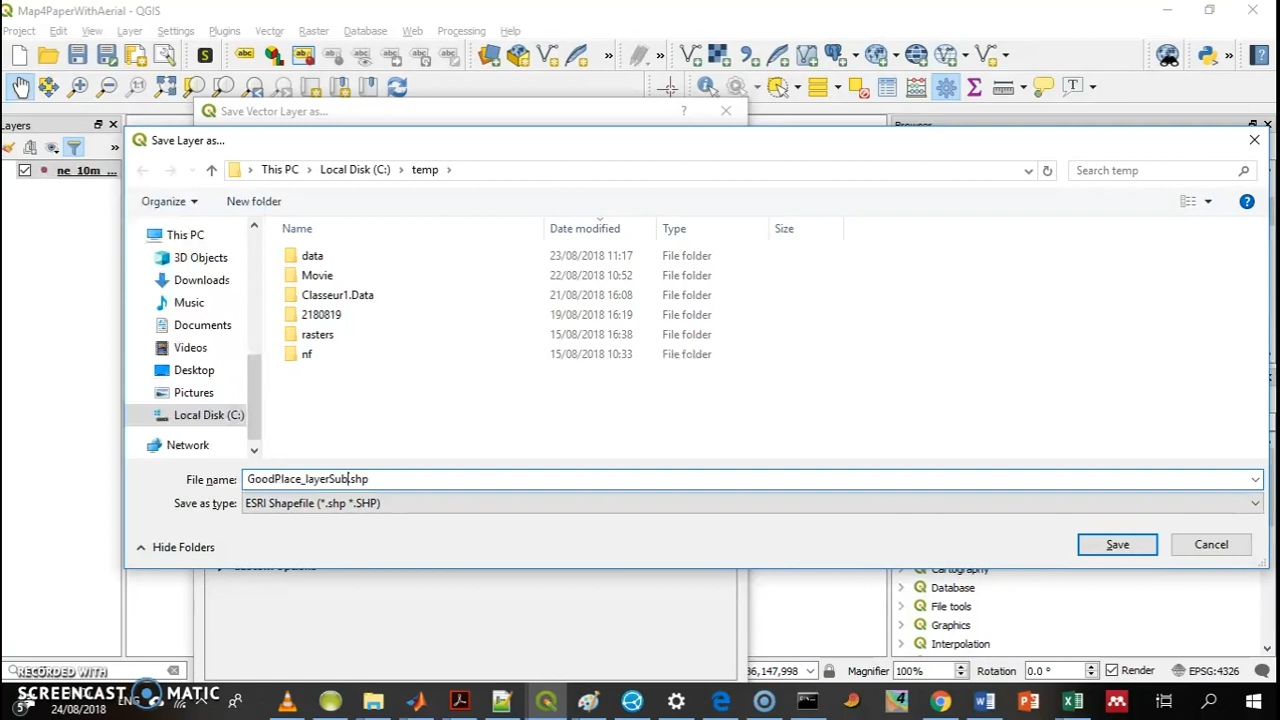 Map4PaperWithAerial - QGIS
Project Edit View Layer Settings Plugins Vector Raster Database Web Processing Help
Save Vector Layer as...
Layers
ne_10m ...
Save Layer as...
This PC > Local Disk (C:) > temp >
Search temp
Organize
New folder
Name
Date modified
Type
Size
This PC
3D Objects
Downloads
Music
Documents
Videos
Desktop
Pictures
Local Disk (C:)
Network
data 23/08/2018 11:17 File folder
Movie 22/08/2018 10:52 File folder
Classeur1.Data 21/08/2018 16:08 File folder
2180819 19/08/2018 16:19 File folder
rasters 15/08/2018 16:38 File folder
nf 15/08/2018 10:33 File folder
File name: GoodPlace_layerSub.shp
Save as type: ESRI Shapefile (*.shp *.SHP)
Hide Folders
Save
Cancel
Cartography
Database
File tools
Graphics
Interpolation
36,147,998
Magnifier 100%
Rotation 0.0 °
Render
EPSG:4326
RECORDED WITH
SCREENCAST MATIC
ENG
24/08/2018
5